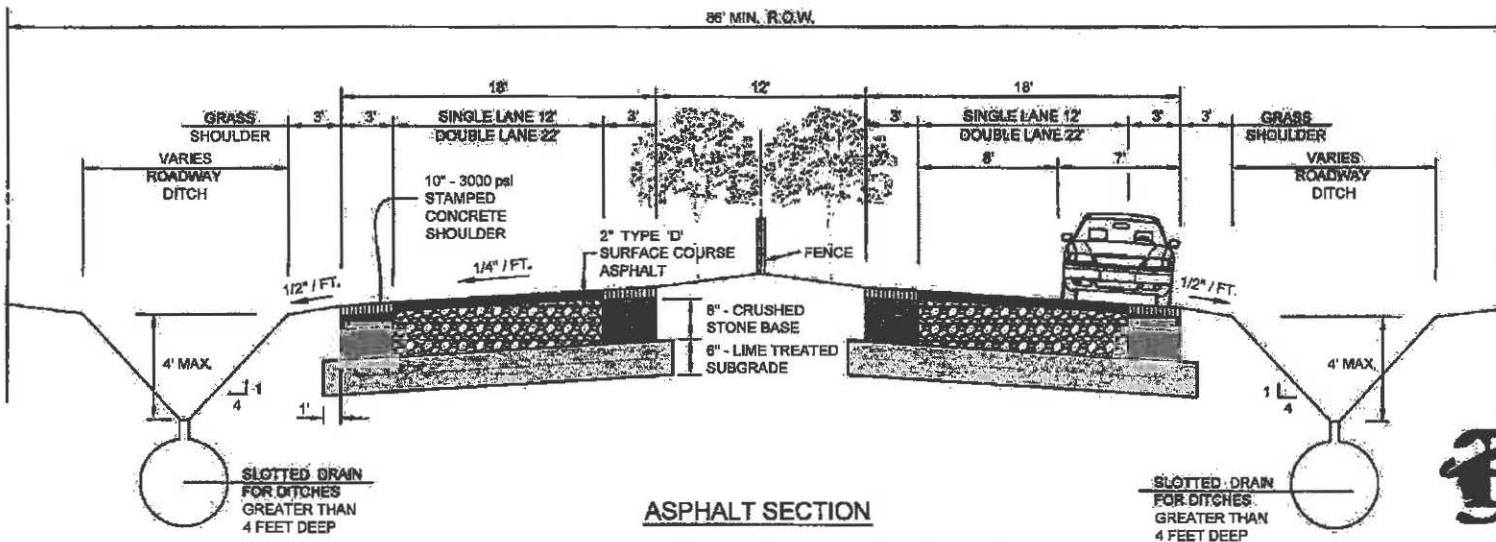 86' MIN. R.O.W.
18'
12'
18'
GRASS
SHOULDER
3'
3'
SINGLE LANE 12'
DOUBLE LANE 22'
3'
3'
SINGLE LANE 12'
DOUBLE LANE 22'
3'
3'
GRASS
SHOULDER
VARIES
ROADWAY
DITCH
8'
7'
VARIES
ROADWAY
DITCH
10" - 3000 psi
STAMPED
CONCRETE
SHOULDER
2" TYPE 'D'
SURFACE COURSE
ASPHALT
FENCE
1/2" / FT.
1/4" / FT.
1/2" / FT.
8" - CRUSHED
STONE BASE
6" - LIME TREATED
SUBGRADE
4' MAX.
1
4
1'
4' MAX.
1
4
SLOTTED DRAIN
FOR DITCHES
GREATER THAN
4 FEET DEEP
ASPHALT SECTION
SLOTTED DRAIN
FOR DITCHES
GREATER THAN
4 FEET DEEP